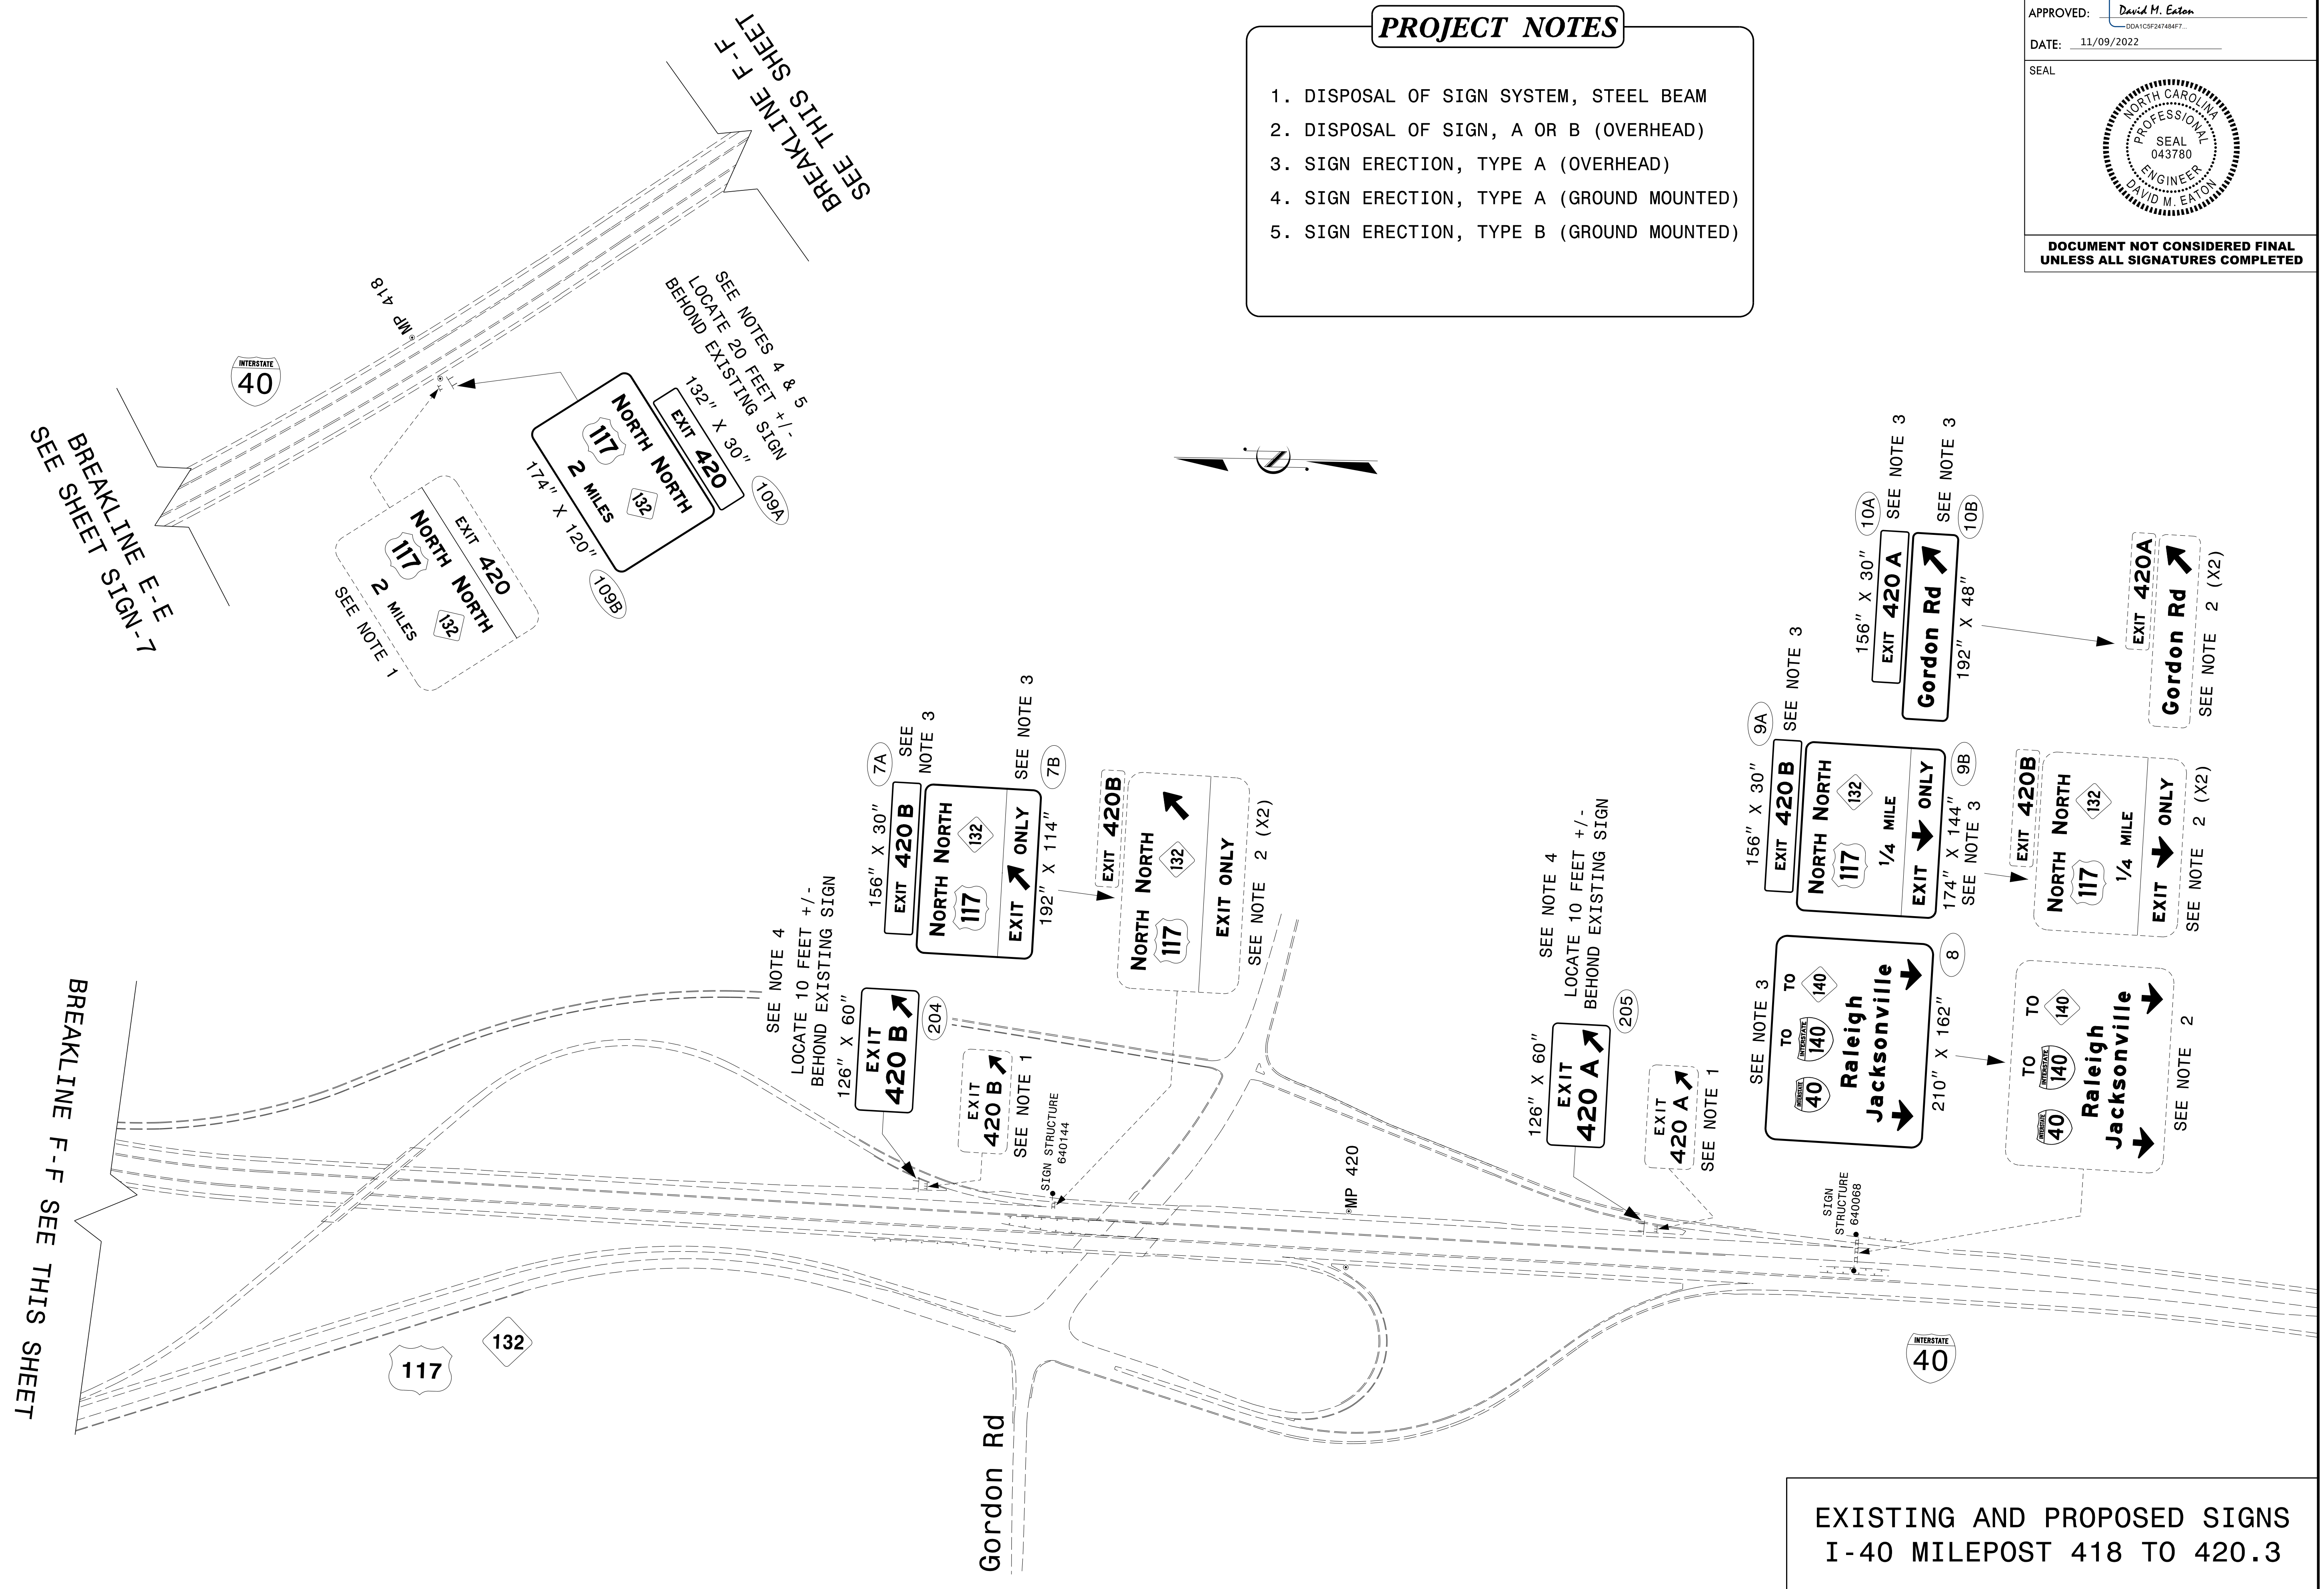 PROJECT NOTES
1. DISPOSAL OF SIGN SYSTEM, STEEL BEAM
2. DISPOSAL OF SIGN, A OR B (OVERHEAD)
3. SIGN ERECTION, TYPE A (OVERHEAD)
4. SIGN ERECTION, TYPE A (GROUND MOUNTED)
5. SIGN ERECTION, TYPE B (GROUND MOUNTED)
APPROVED: David M. Eaton
DDA1C5F247484F7...
DATE: 11/09/2022
SEAL
NORTH CAROLINA
PROFESSIONAL
SEAL
043780
ENGINEER
DAVID M. EATON
DOCUMENT NOT CONSIDERED FINAL
UNLESS ALL SIGNATURES COMPLETED
BREAKLINE F-F
SEE THIS SHEET
MP 418
INTERSTATE
40
BREAKLINE E-E
SEE SHEET SIGN-7
SEE NOTES 4 & 5
LOCATE 20 FEET +/-
BEHOND EXISTING SIGN
132" X 30"
EXIT 420
109A
NORTH NORTH
117 132
2 MILES
174" X 120"
109B
EXIT 420
NORTH NORTH
117 132
2 MILES
SEE NOTE 1
7A
SEE
NOTE 3
156" X 30"
EXIT 420 B
NORTH NORTH
117 132
EXIT ONLY
192" X 114"
SEE NOTE 3
7B
EXIT 420B
NORTH NORTH
117 132
EXIT ONLY
SEE NOTE 2 (X2)
SEE NOTE 4
LOCATE 10 FEET +/-
BEHOND EXISTING SIGN
126" X 60"
EXIT
420 B
204
EXIT
420 B
SEE NOTE 1
SIGN STRUCTURE
640144
MP 420
SEE NOTE 4
LOCATE 10 FEET +/-
BEHOND EXISTING SIGN
126" X 60"
EXIT
420 A
205
EXIT
420 A
SEE NOTE 1
10A
SEE NOTE 3
156" X 30"
EXIT 420 A
Gordon Rd
192" X 48"
SEE NOTE 3
10B
EXIT 420A
Gordon Rd
SEE NOTE 2 (X2)
9A
SEE NOTE 3
156" X 30"
EXIT 420 B
NORTH NORTH
117 132
1/4 MILE
EXIT ONLY
174" X 144"
SEE NOTE 3
9B
EXIT 420B
NORTH NORTH
117 132
1/4 MILE
EXIT ONLY
SEE NOTE 2 (X2)
SEE NOTE 3
TO TO
INTERSTATE 40 INTERSTATE 140 140
Raleigh
Jacksonville
210" X 162"
8
TO TO
INTERSTATE 40 INTERSTATE 140 140
Raleigh
Jacksonville
SEE NOTE 2
SIGN
STRUCTURE
640068
BREAKLINE F-F SEE THIS SHEET
117
132
Gordon Rd
INTERSTATE
40
EXISTING AND PROPOSED SIGNS
I-40 MILEPOST 418 TO 420.3